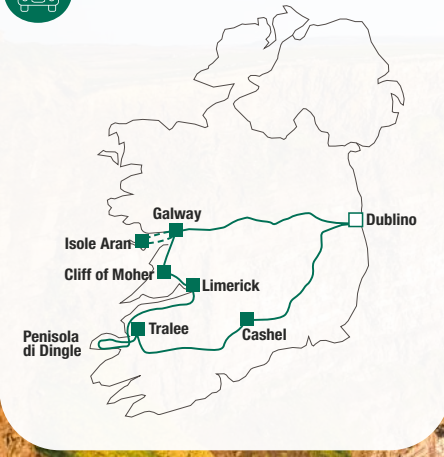 Galway
Dublino
Isole Aran
Cliff of Moher
Limerick
Tralee
Penisola
di Dingle
Cashel